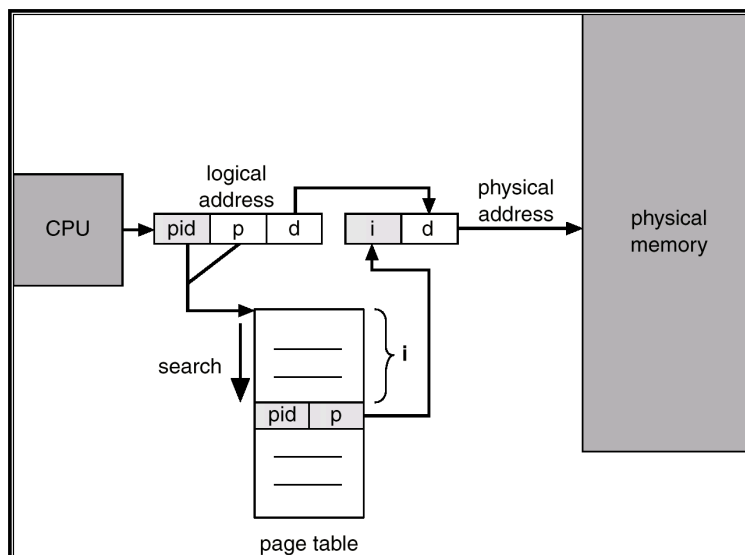 logical
address
physical
address
CPU
pid p d
i d
physical
memory
search
i
pid p
page table